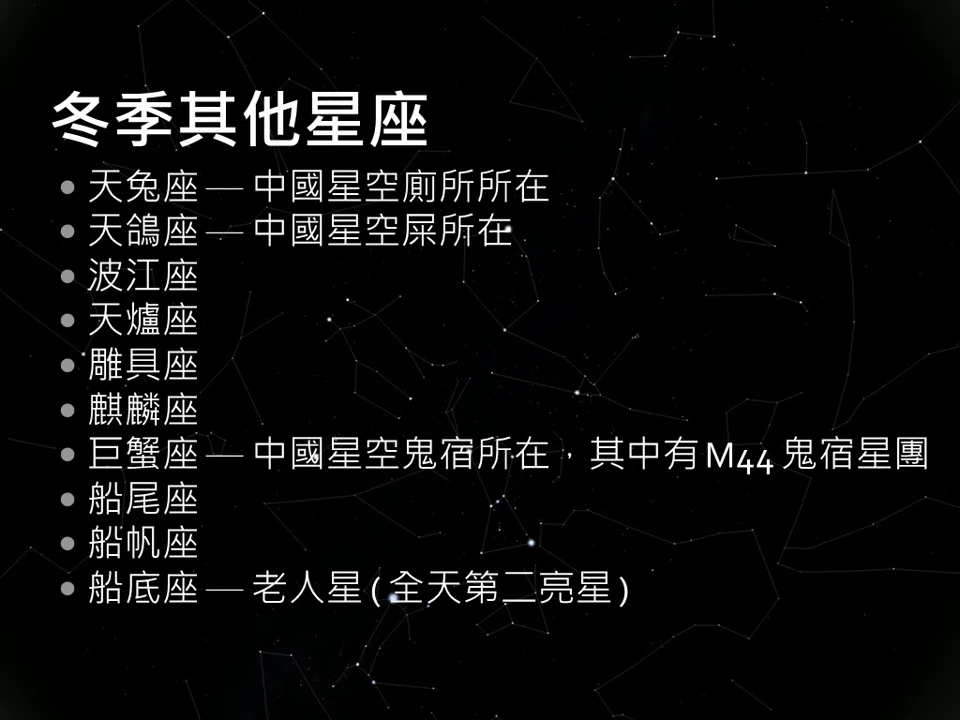 冬季其他星座
• 天兔座 — 中國星空廁所所在
• 天鴿座 — 中國星空屎所在
• 波江座
• 天爐座
• 雕具座
• 麒麟座
• 巨蟹座 — 中國星空鬼宿所在，其中有 M44 鬼宿星團
• 船尾座
• 船帆座
• 船底座 — 老人星 ( 全天第二亮星 )